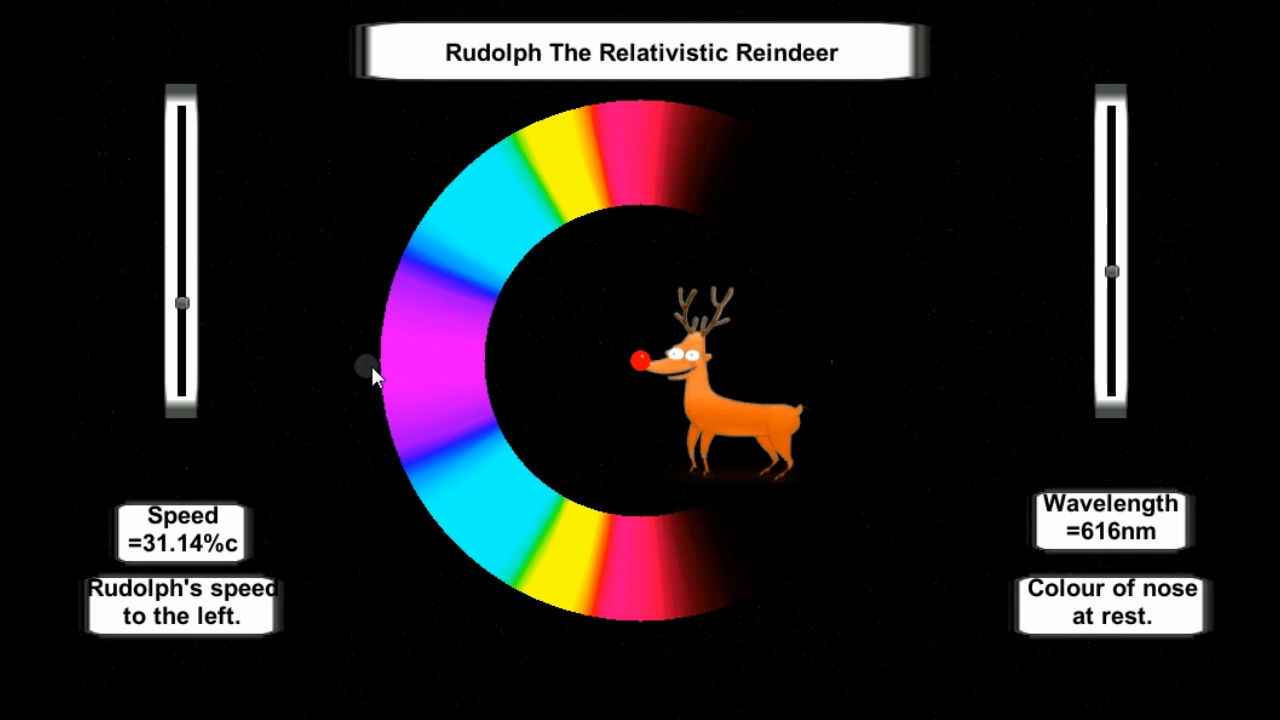 Rudolph The Relativistic Reindeer
Speed
=31.14%c
Rudolph's speed
to the left.
Wavelength
=616nm
Colour of nose
at rest.